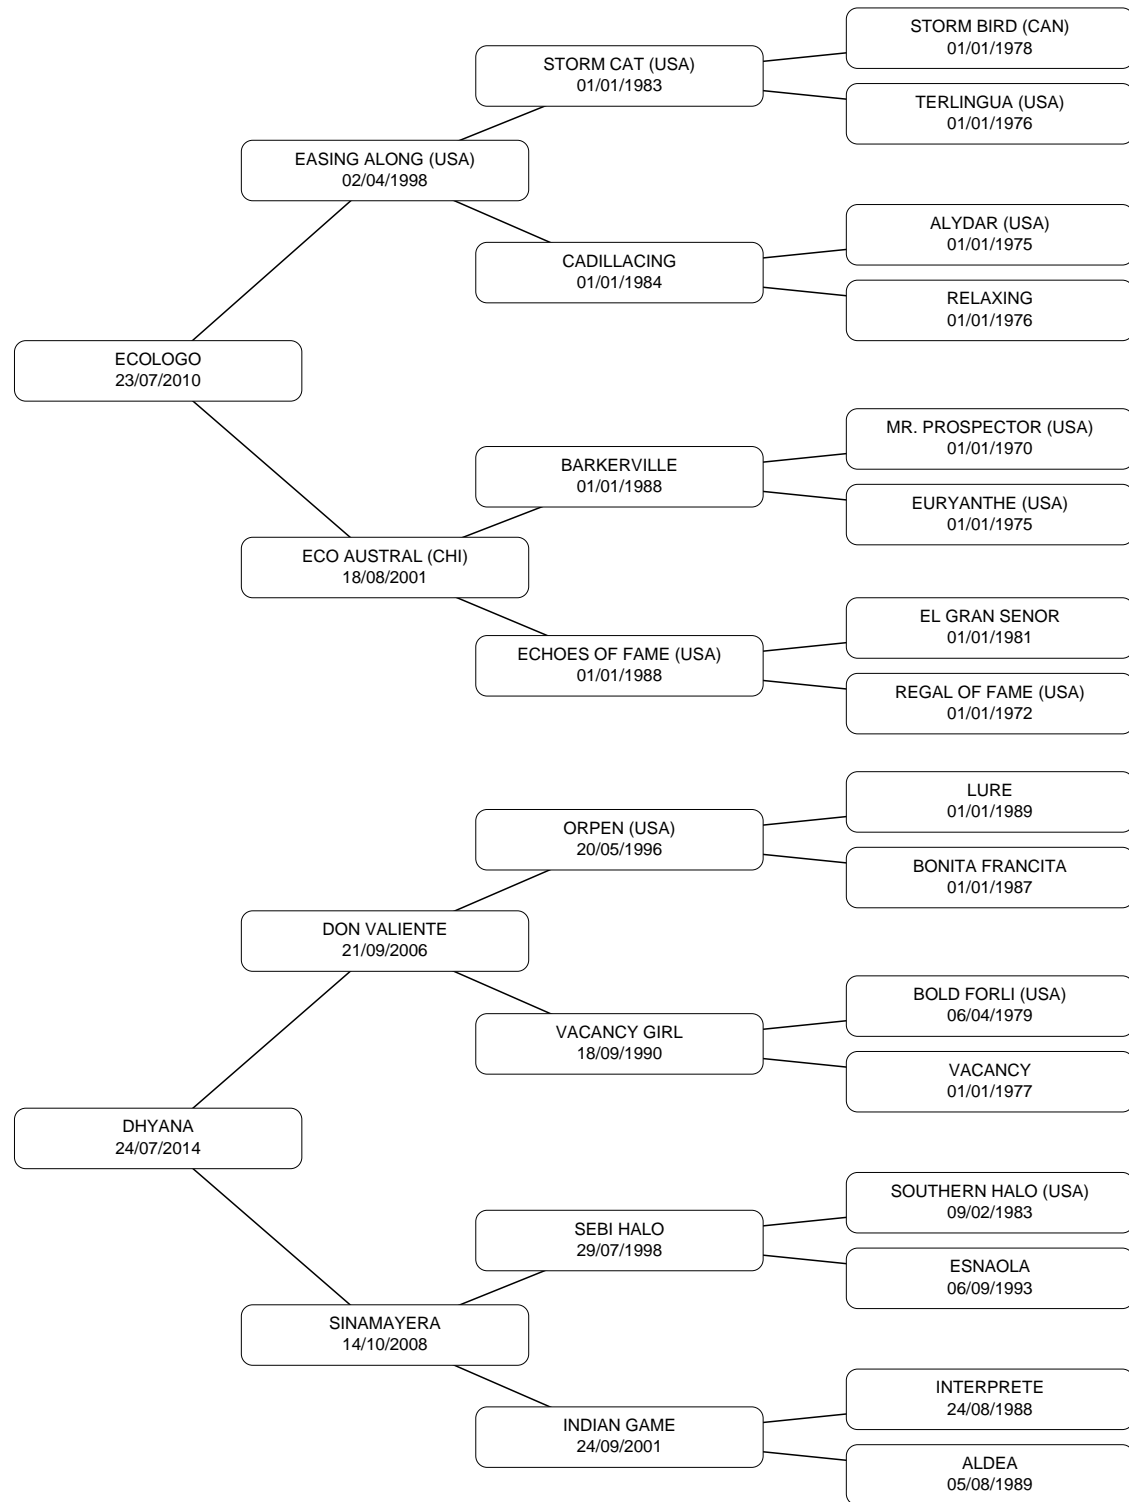 STORM BIRD (CAN)
01/01/1978
STORM CAT (USA)
01/01/1983
TERLINGUA (USA)
01/01/1976
EASING ALONG (USA)
02/04/1998
ALYDAR (USA)
01/01/1975
CADILLACING
01/01/1984
RELAXING
01/01/1976
ECOLOGO
23/07/2010
MR. PROSPECTOR (USA)
01/01/1970
BARKERVILLE
01/01/1988
EURYANTHE (USA)
01/01/1975
ECO AUSTRAL (CHI)
18/08/2001
EL GRAN SENOR
01/01/1981
ECHOES OF FAME (USA)
01/01/1988
REGAL OF FAME (USA)
01/01/1972
LURE
01/01/1989
ORPEN (USA)
20/05/1996
BONITA FRANCITA
01/01/1987
DON VALIENTE
21/09/2006
BOLD FORLI (USA)
06/04/1979
VACANCY GIRL
18/09/1990
VACANCY
01/01/1977
DHYANA
24/07/2014
SOUTHERN HALO (USA)
09/02/1983
SEBI HALO
29/07/1998
ESNAOLA
06/09/1993
SINAMAYERA
14/10/2008
INTERPRETE
24/08/1988
INDIAN GAME
24/09/2001
ALDEA
05/08/1989